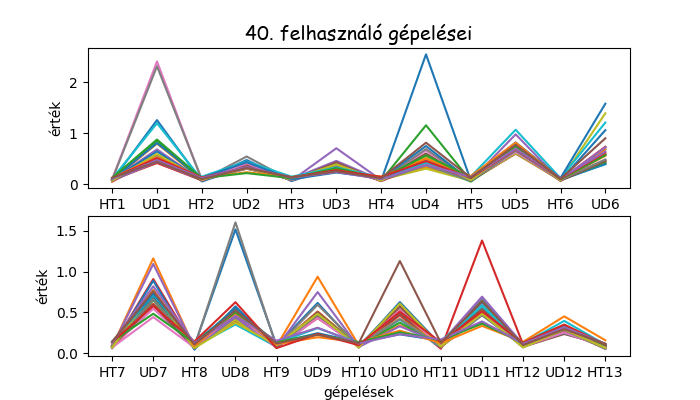 40. felhasználó gépelései
érték
2
1
0
HT1 UD1 HT2 UD2 HT3 UD3 HT4 UD4 HT5 UD5 HT6 UD6
érték
1.5
1.0
0.5
0.0
HT7 UD7 HT8 UD8 HT9 UD9 HT10 UD10 HT11 UD11 HT12 UD12 HT13
gépelések